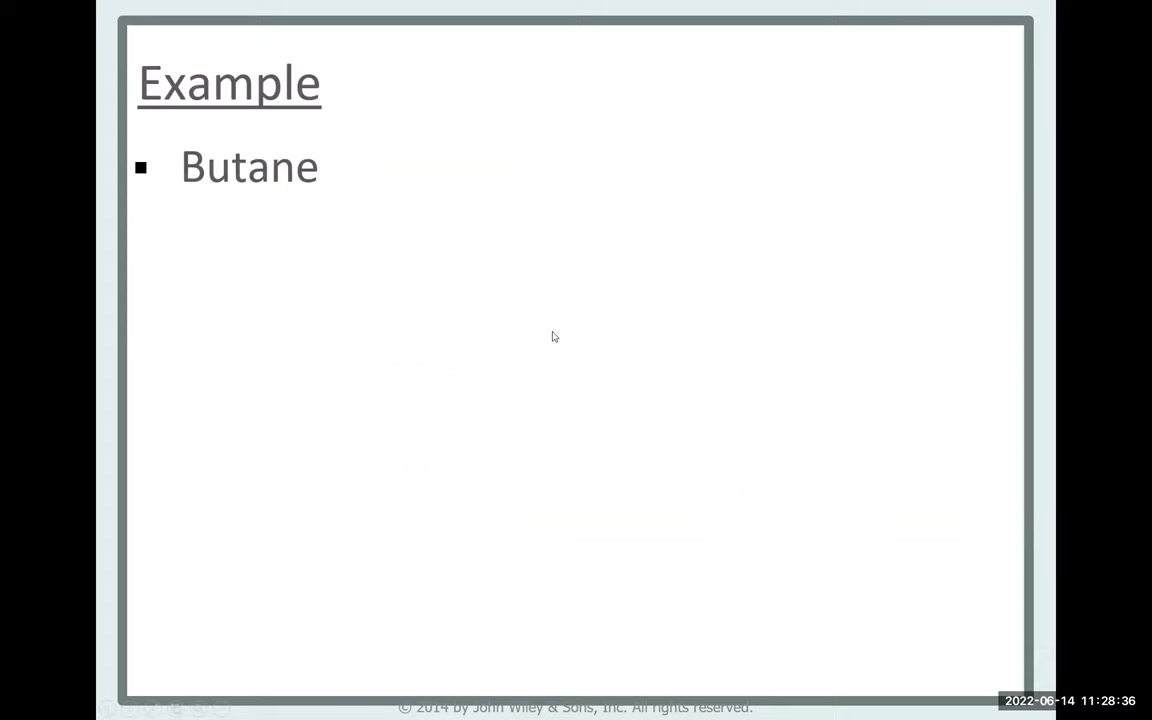 Example
▪ Butane
© 2014 by John Wiley & Sons, Inc. All rights reserved.
2022-06-14 11:28:36